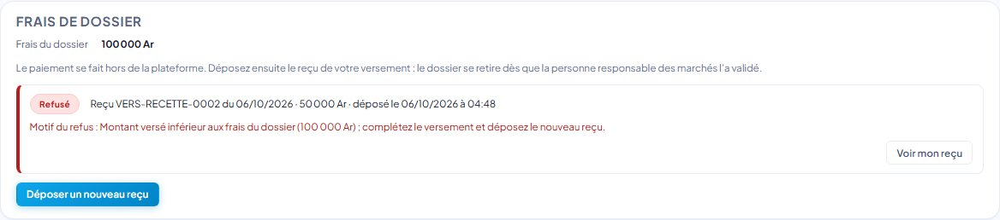 FRAIS DE DOSSIER
Frais du dossier 100 000 Ar
Le paiement se fait hors de la plateforme. Déposez ensuite le reçu de votre versement : le dossier se retire dès que la personne responsable des marchés l'a validé.
Refusé Reçu VERS-RECETTE-0002 du 06/10/2026 · 50 000 Ar · déposé le 06/10/2026 à 04:48
Motif du refus : Montant versé inférieur aux frais du dossier (100 000 Ar) ; complétez le versement et déposez le nouveau reçu.
Voir mon reçu
Déposer un nouveau reçu